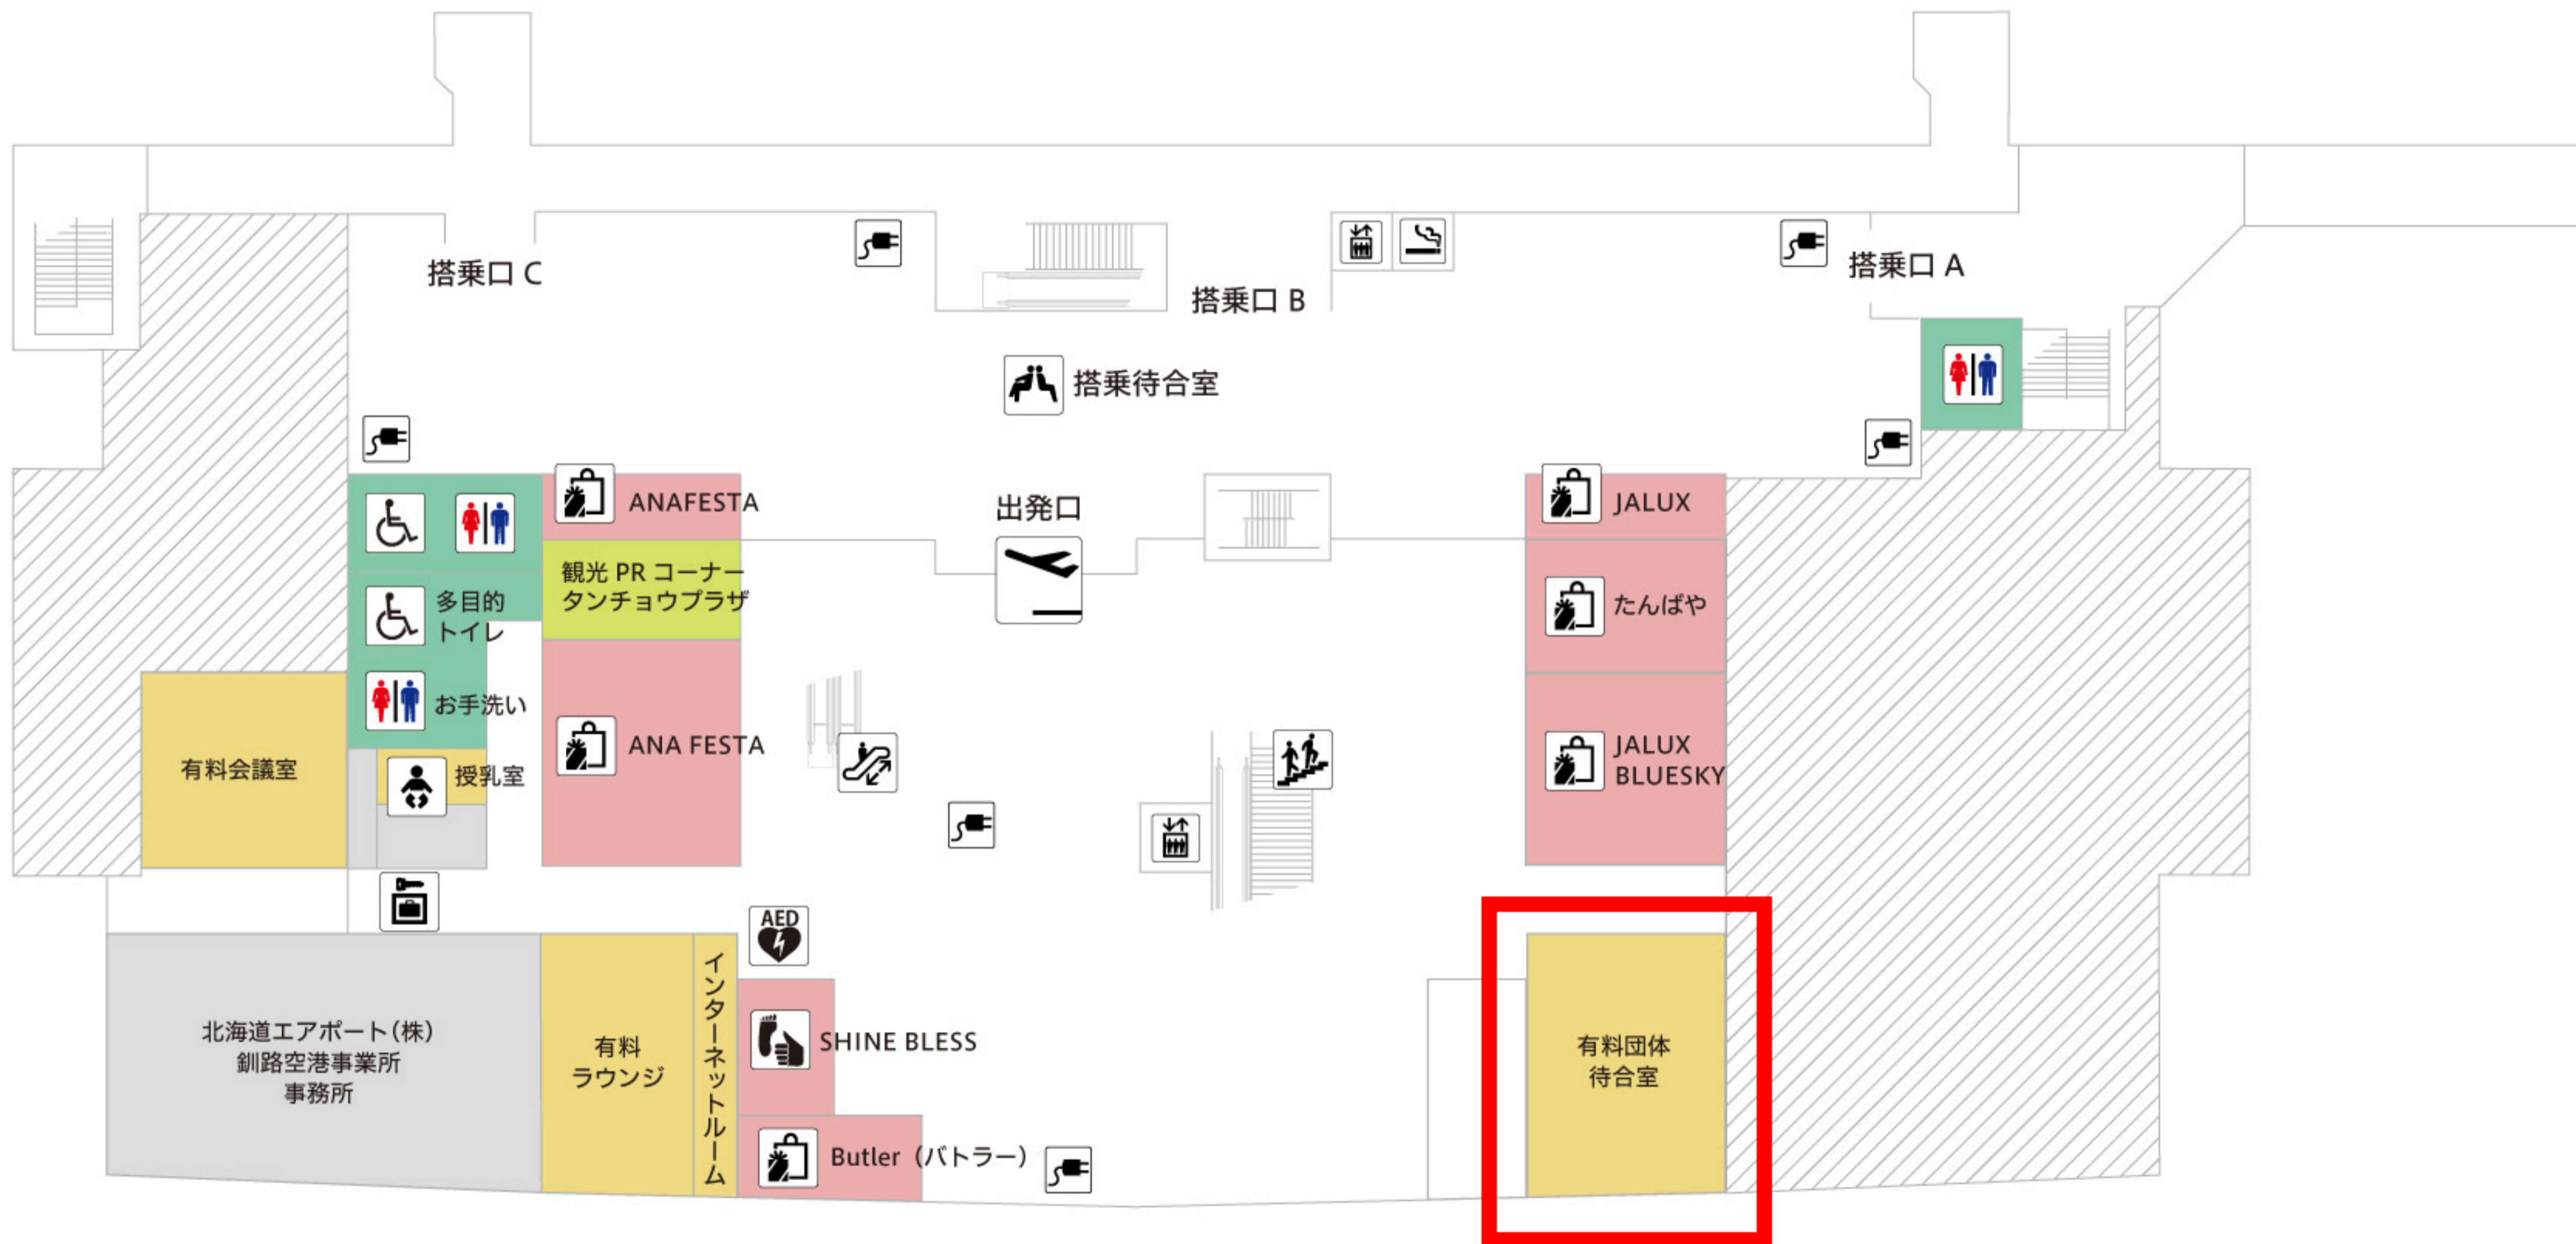 搭乗口 C
搭乗口 B
搭乗口 A
搭乗待合室
ANAFESTA
出発口
JALUX
観光 PR コーナー
タンチョウプラザ
多目的
トイレ
たんばや
お手洗い
ANA FESTA
JALUX
BLUESKY
有料会議室
授乳室
AED
インターネットルーム
北海道エアポート(株)
釧路空港事業所
事務所
有料
ラウンジ
SHINE BLESS
有料団体
待合室
Butler(バトラー)